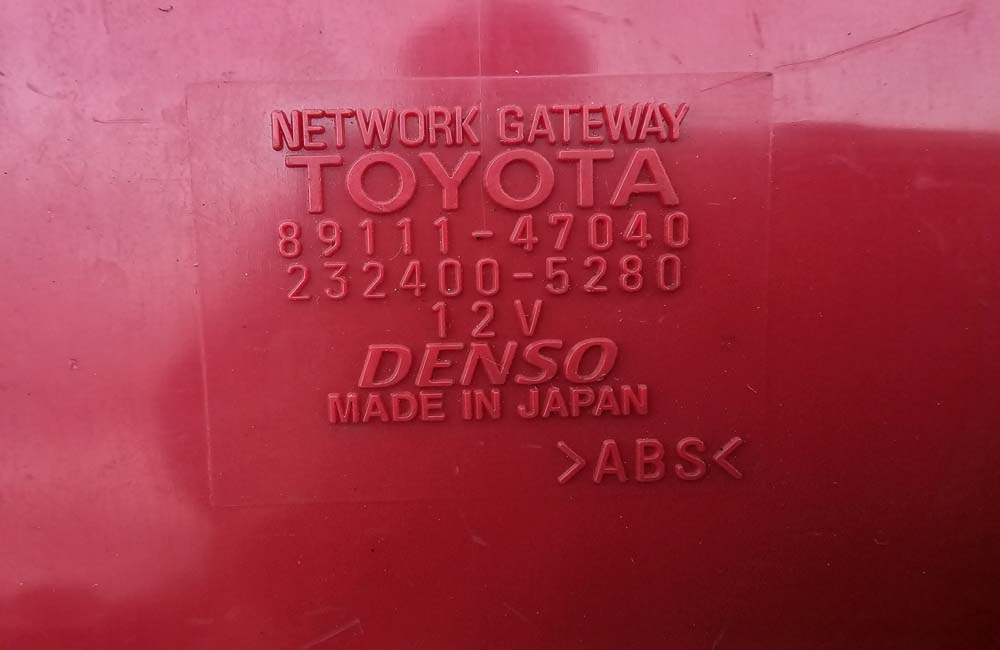 NETWORK GATEWAY
TOYOTA
89111-47040
232400-5280
12V
DENSO
MADE IN JAPAN
>ABS<